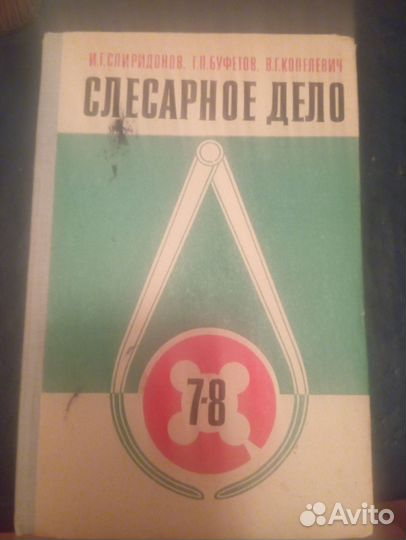 И.Г.СПИРИДОНОВ, Г.П.БУФЕТОВ, В.Г.КОПЕЛЕВИЧ
СЛЕСАРНОЕ ДЕЛО
7-8
Avito